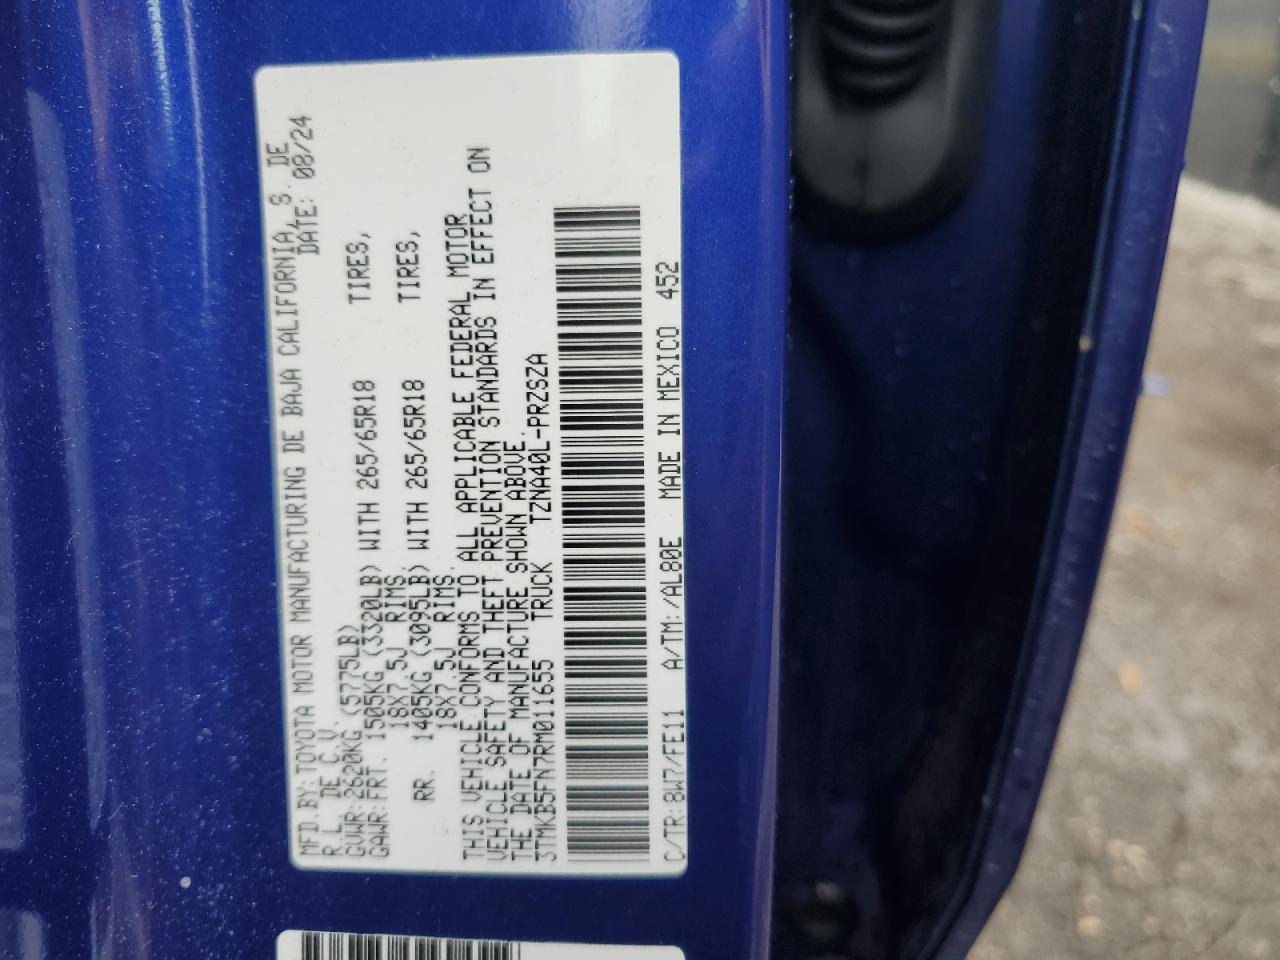 MFD.BY:TOYOTA MOTOR MANUFACTURING DE BAJA CALIFORNIA,S. DE
R.L. DE C.V. DATE: 08/24
GVWR:2620KG (5775LB)
GAWR:FRT. 1505KG (3320LB) WITH 265/65R18 TIRES,
18X7.5J RIMS.
RR. 1405KG (3095LB) WITH 265/65R18 TIRES,
18X7.5J RIMS.
THIS VEHICLE CONFORMS TO ALL APPLICABLE FEDERAL MOTOR
VEHICLE SAFETY AND THEFT PREVENTION STANDARDS IN EFFECT ON
THE DATE OF MANUFACTURE SHOWN ABOVE.
3TMKB5FN7RM011655 TRUCK TZNA40L-PRZSZA
C/TR:8W7/FE11 A/TM:/AL80E MADE IN MEXICO 452